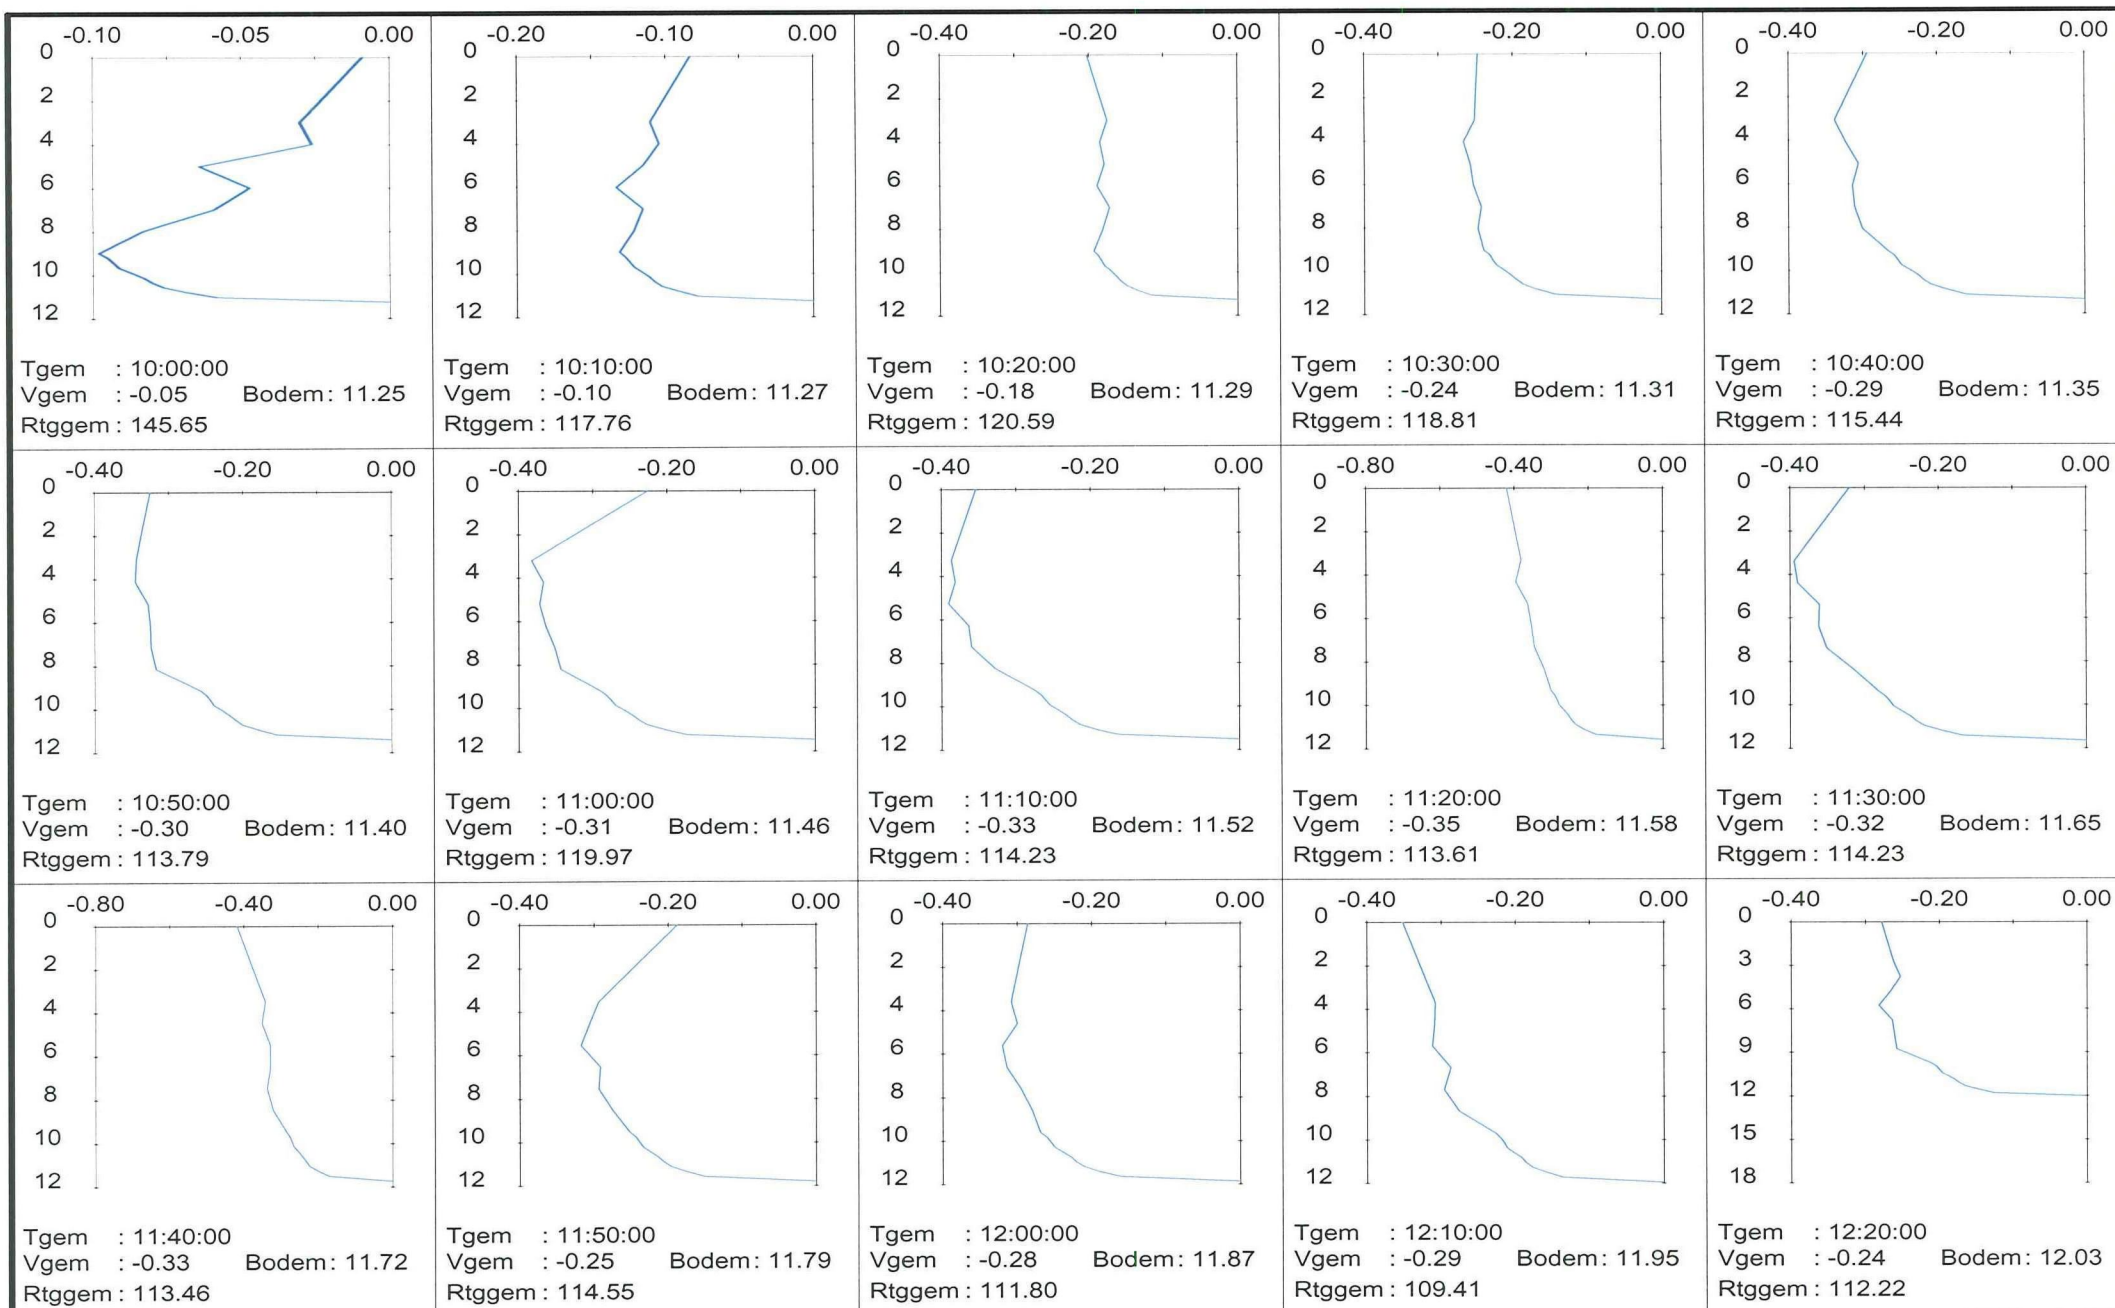 -0.10 -0.05 0.00
0
2
4
6
8
10
12
Tgem : 10:00:00
Vgem : -0.05 Bodem : 11.25
Rtggem : 145.65
-0.20 -0.10 0.00
0
2
4
6
8
10
12
Tgem : 10:10:00
Vgem : -0.10 Bodem : 11.27
Rtggem : 117.76
-0.40 -0.20 0.00
0
2
4
6
8
10
12
Tgem : 10:20:00
Vgem : -0.18 Bodem : 11.29
Rtggem : 120.59
-0.40 -0.20 0.00
0
2
4
6
8
10
12
Tgem : 10:30:00
Vgem : -0.24 Bodem : 11.31
Rtggem : 118.81
-0.40 -0.20 0.00
0
2
4
6
8
10
12
Tgem : 10:40:00
Vgem : -0.29 Bodem : 11.35
Rtggem : 115.44
-0.40 -0.20 0.00
0
2
4
6
8
10
12
Tgem : 10:50:00
Vgem : -0.30 Bodem : 11.40
Rtggem : 113.79
-0.40 -0.20 0.00
0
2
4
6
8
10
12
Tgem : 11:00:00
Vgem : -0.31 Bodem : 11.46
Rtggem : 119.97
-0.40 -0.20 0.00
0
2
4
6
8
10
12
Tgem : 11:10:00
Vgem : -0.33 Bodem : 11.52
Rtggem : 114.23
-0.80 -0.40 0.00
0
2
4
6
8
10
12
Tgem : 11:20:00
Vgem : -0.35 Bodem : 11.58
Rtggem : 113.61
-0.40 -0.20 0.00
0
2
4
6
8
10
12
Tgem : 11:30:00
Vgem : -0.32 Bodem : 11.65
Rtggem : 114.23
-0.80 -0.40 0.00
0
2
4
6
8
10
12
Tgem : 11:40:00
Vgem : -0.33 Bodem : 11.72
Rtggem : 113.46
-0.40 -0.20 0.00
0
2
4
6
8
10
12
Tgem : 11:50:00
Vgem : -0.25 Bodem : 11.79
Rtggem : 114.55
-0.40 -0.20 0.00
0
2
4
6
8
10
12
Tgem : 12:00:00
Vgem : -0.28 Bodem : 11.87
Rtggem : 111.80
-0.40 -0.20 0.00
0
2
4
6
8
10
12
Tgem : 12:10:00
Vgem : -0.29 Bodem : 11.95
Rtggem : 109.41
-0.40 -0.20 0.00
0
3
6
9
12
15
18
Tgem : 12:20:00
Vgem : -0.24 Bodem : 12.03
Rtggem : 112.22